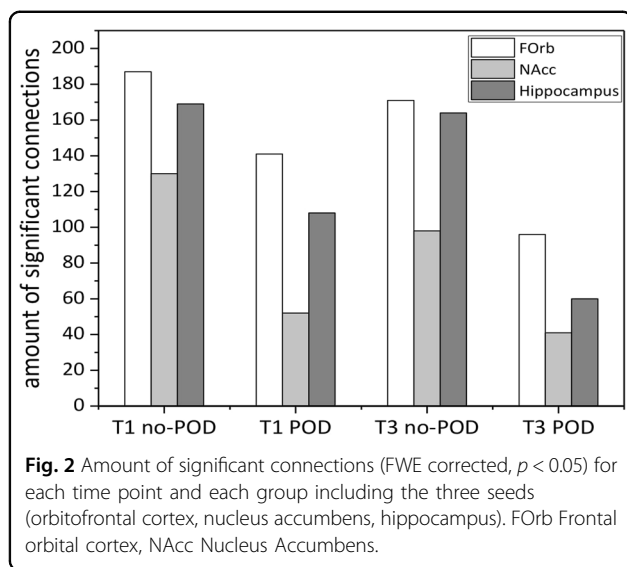 200
180
160
140
120
100
80
60
40
20
0
amount of significant connections
FOrb
NAcc
Hippocampus
T1 no-POD T1 POD T3 no-POD T3 POD
Fig. 2 Amount of significant connections (FWE corrected, p < 0.05) for
each time point and each group including the three seeds
(orbitofrontal cortex, nucleus accumbens, hippocampus). FOrb Frontal
orbital cortex, NAcc Nucleus Accumbens.